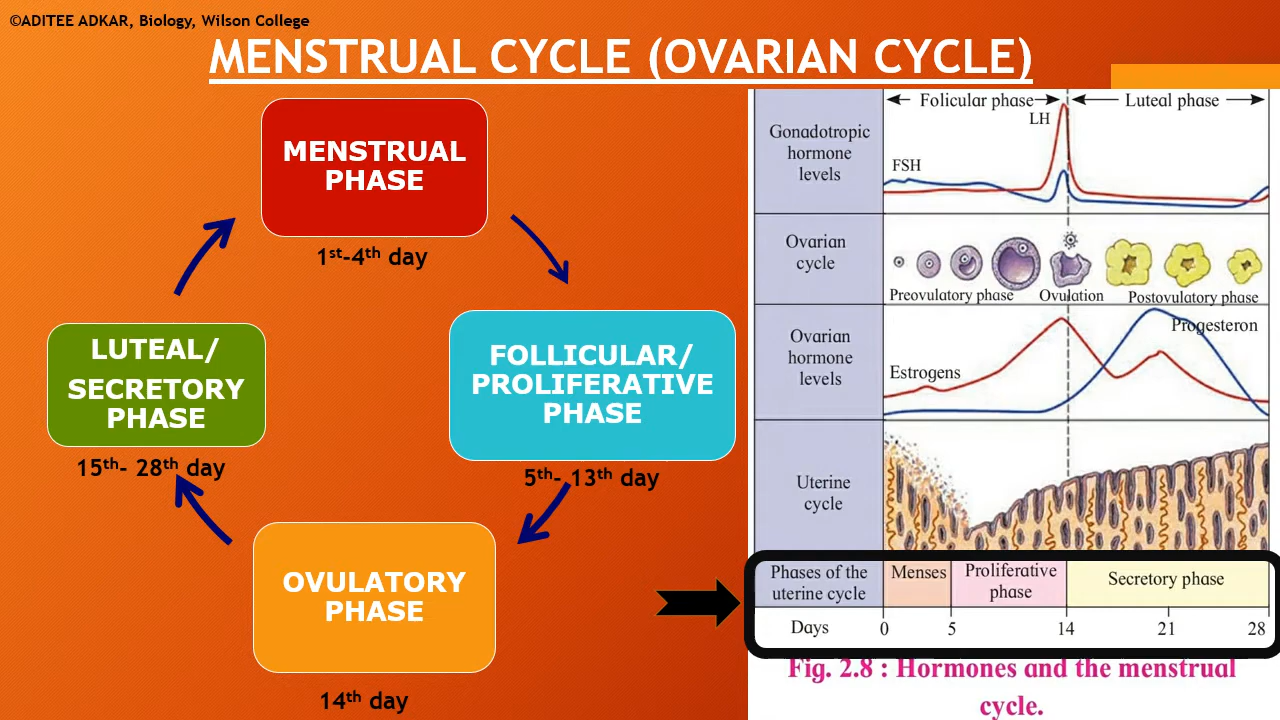 ©ADITEE ADKAR, Biology, Wilson College
MENSTRUAL CYCLE (OVARIAN CYCLE)
MENSTRUAL
PHASE
1st-4th day
FOLLICULAR/
PROLIFERATIVE
PHASE
5th- 13th day
OVULATORY
PHASE
14th day
LUTEAL/
SECRETORY
PHASE
15th- 28th day
Folicular phase
Luteal phase
Gonadotropic
hormone
levels
LH
FSH
Ovarian
cycle
Preovulatory phase
Ovulation
Postovulatory phase
Ovarian
hormone
levels
Progesteron
Estrogens
Uterine
cycle
Phases of the
uterine cycle
Menses
Proliferative
phase
Secretory phase
Days
0 5 14 21 28
Fig. 2.8 : Hormones and the menstrual
cycle.